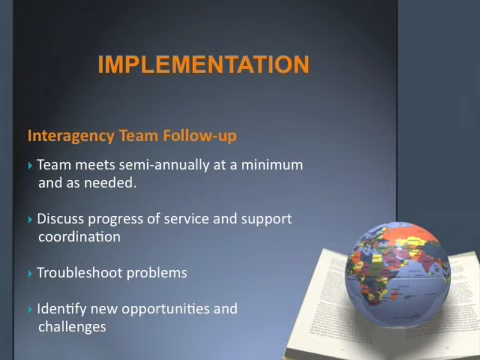 IMPLEMENTATION
Interagency Team Follow-up
Team meets semi-annually at a minimum
and as needed.
Discuss progress of service and support
coordination
Troubleshoot problems
Identify new opportunities and
challenges